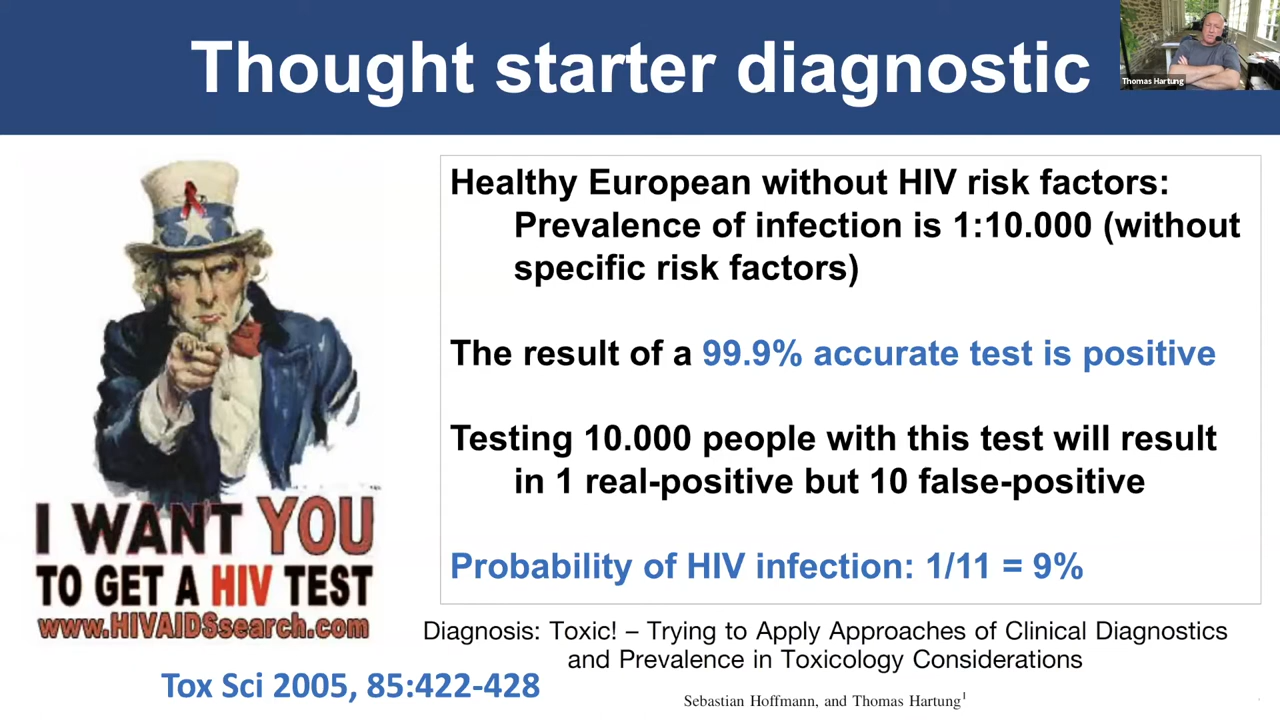 Thought starter diagnostic
Thomas Hartung
Healthy European without HIV risk factors:
Prevalence of infection is 1:10.000 (without
specific risk factors)
The result of a 99.9% accurate test is positive
Testing 10.000 people with this test will result
in 1 real-positive but 10 false-positive
Probability of HIV infection: 1/11 = 9%
I WANT YOU
TO GET A HIV TEST
www.HIVAIDSsearch.com
Diagnosis: Toxic! – Trying to Apply Approaches of Clinical Diagnostics
and Prevalence in Toxicology Considerations
Tox Sci 2005, 85:422-428
Sebastian Hoffmann, and Thomas Hartung1